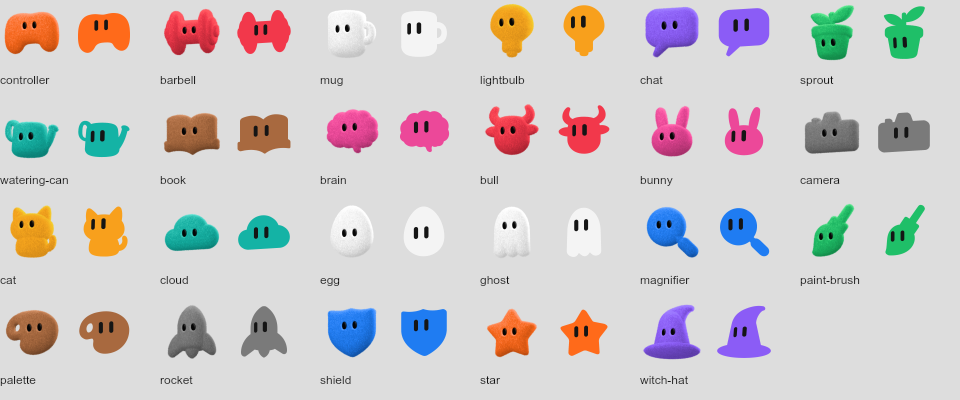 controller
barbell
mug
lightbulb
chat
sprout
watering-can
book
brain
bull
bunny
camera
cat
cloud
egg
ghost
magnifier
paint-brush
palette
rocket
shield
star
witch-hat